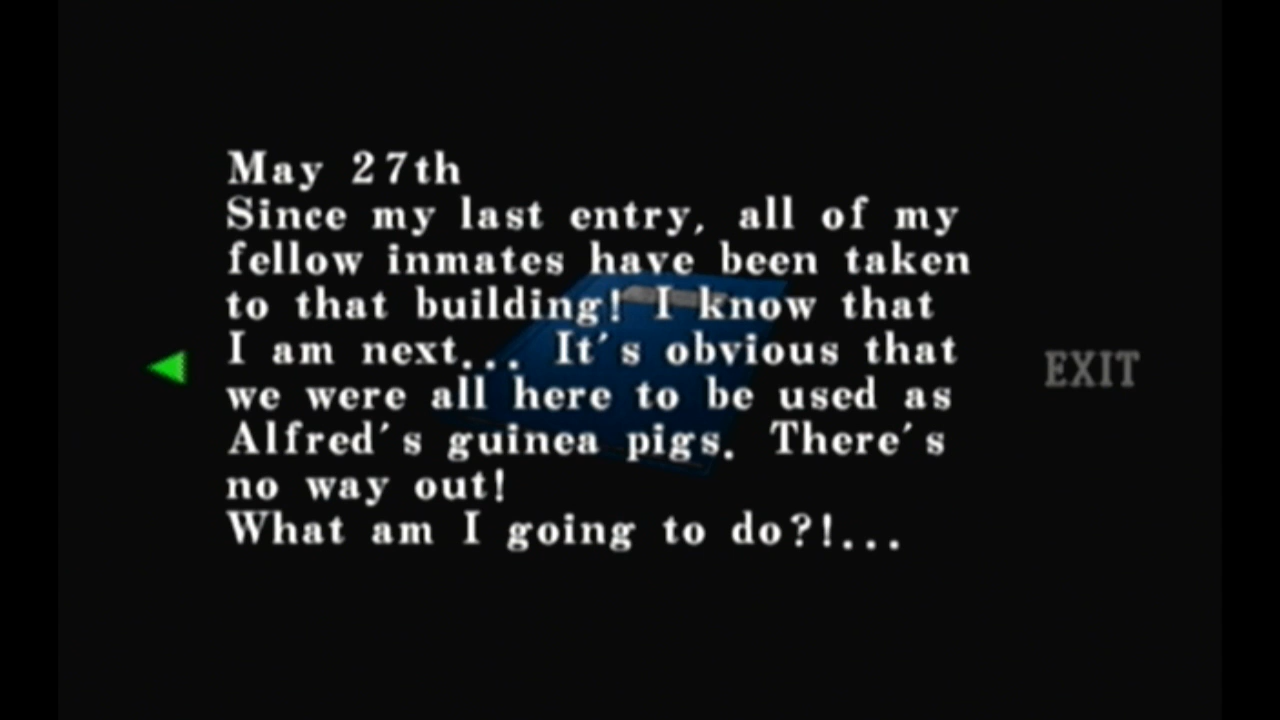 May 27th
Since my last entry, all of my
fellow inmates have been taken
to that building! I know that
I am next... It's obvious that
we were all here to be used as
Alfred's guinea pigs. There's
no way out!
What am I going to do?!...
EXIT